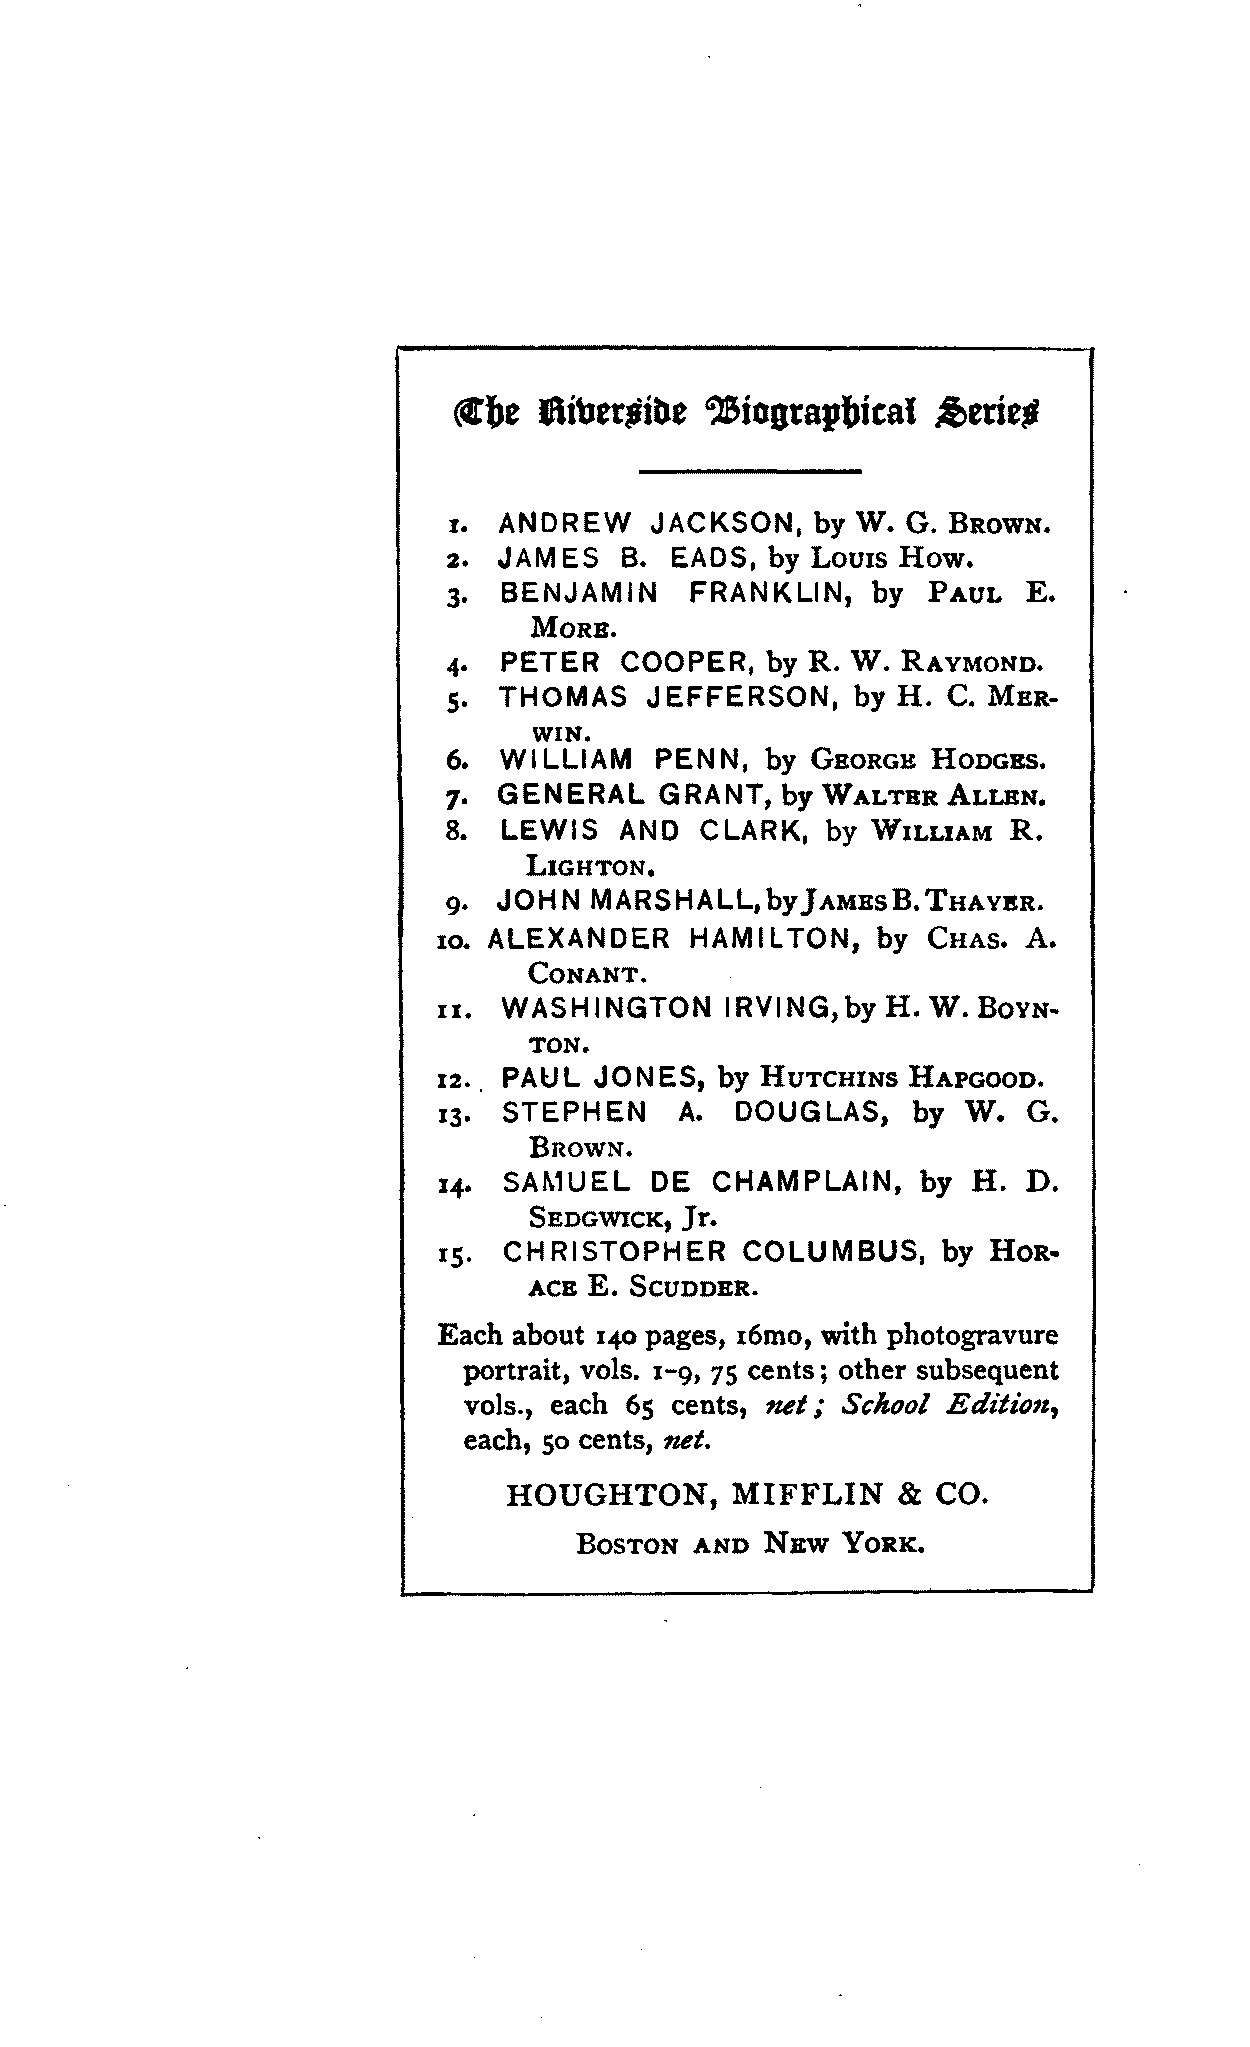 The Riverside Biographical Series
1. ANDREW JACKSON, by W. G. BROWN.
2. JAMES B. EADS, by LOUIS HOW.
3. BENJAMIN FRANKLIN, by PAUL E.
MORE.
4. PETER COOPER, by R. W. RAYMOND.
5. THOMAS JEFFERSON, by H. C. MER-
WIN.
6. WILLIAM PENN, by GEORGE HODGES.
7. GENERAL GRANT, by WALTER ALLEN.
8. LEWIS AND CLARK, by WILLIAM R.
LIGHTON.
9. JOHN MARSHALL, by JAMES B. THAYER.
10. ALEXANDER HAMILTON, by CHAS. A.
CONANT.
11. WASHINGTON IRVING, by H. W. BOYN-
TON.
12. PAUL JONES, by HUTCHINS HAPGOOD.
13. STEPHEN A. DOUGLAS, by W. G.
BROWN.
14. SAMUEL DE CHAMPLAIN, by H. D.
SEDGWICK, Jr.
15. CHRISTOPHER COLUMBUS, by HOR-
ACE E. SCUDDER.
Each about 140 pages, 16mo, with photogravure
portrait, vols. 1-9, 75 cents; other subsequent
vols., each 65 cents, net; School Edition,
each, 50 cents, net.
HOUGHTON, MIFFLIN & CO.
BOSTON AND NEW YORK.